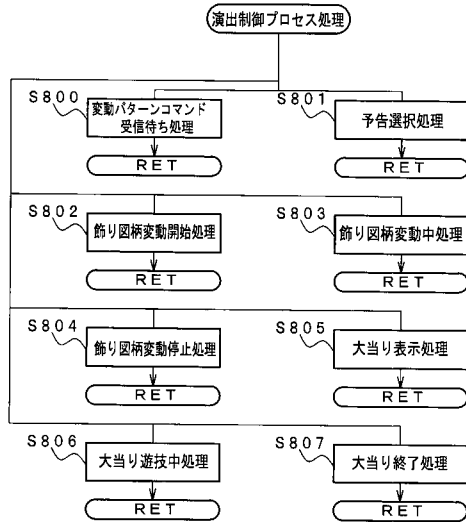 演出制御プロセス処理
S800
変動パターンコマンド
受信待ち処理
RET
S801
予告選択処理
RET
S802
飾り図柄変動開始処理
RET
S803
飾り図柄変動中処理
RET
S804
飾り図柄変動停止処理
RET
S805
大当り表示処理
RET
S806
大当り遊技中処理
RET
S807
大当り終了処理
RET